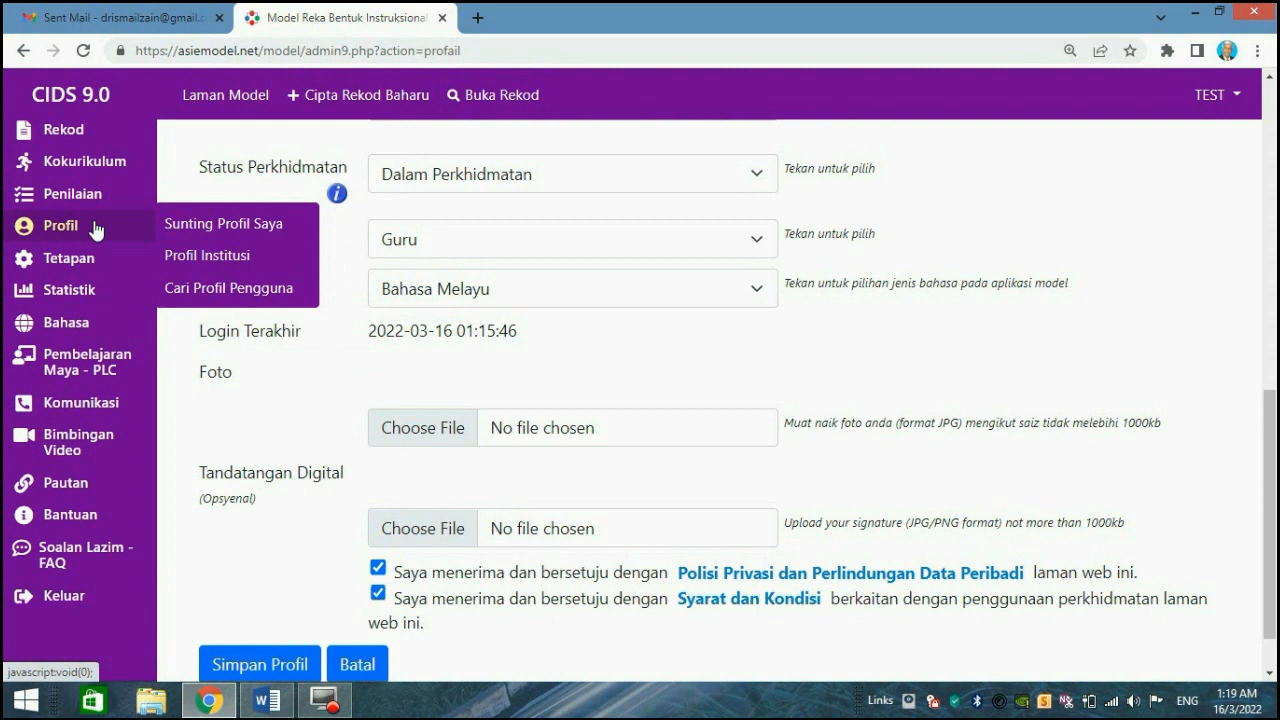 Sent Mail - drismailzain@gmail.c
Model Reka Bentuk Instruksional
https://asiemodel.net/model/admin9.php?action=profail
CIDS 9.0
Laman Model
Cipta Rekod Baharu
Buka Rekod
TEST
Rekod
Kokurikulum
Penilaian
Profil
Tetapan
Statistik
Bahasa
Pembelajaran
Maya - PLC
Komunikasi
Bimbingan
Video
Pautan
Bantuan
Soalan Lazim -
FAQ
Keluar
Sunting Profil Saya
Profil Institusi
Cari Profil Pengguna
Status Perkhidmatan
Dalam Perkhidmatan
Tekan untuk pilih
Guru
Tekan untuk pilih
Bahasa Melayu
Tekan untuk pilihan jenis bahasa pada aplikasi model
Login Terakhir
2022-03-16 01:15:46
Foto
Choose File No file chosen
Muat naik foto anda (format JPG) mengikut saiz tidak melebihi 1000kb
Tandatangan Digital
(Opsyenal)
Choose File No file chosen
Upload your signature (JPG/PNG format) not more than 1000kb
Saya menerima dan bersetuju dengan Polisi Privasi dan Perlindungan Data Peribadi laman web ini.
Saya menerima dan bersetuju dengan Syarat dan Kondisi berkaitan dengan penggunaan perkhidmatan laman
web ini.
Simpan Profil
Batal
javascript:void(0);
Links
ENG
1:19 AM
16/3/2022